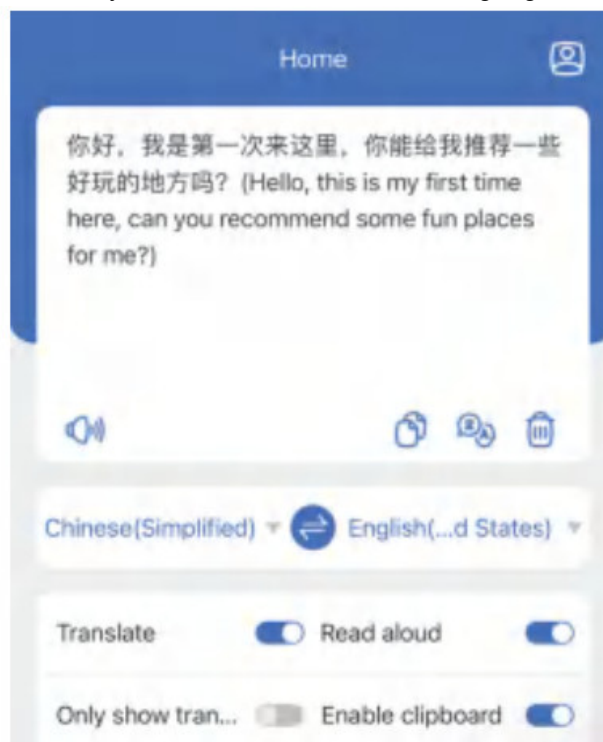 Home
你好，我是第一次来这里，你能给我推荐一些
好玩的地方吗？(Hello, this is my first time
here, can you recommend some fun places
for me?)
Chinese(Simplified)
English(...d States)
Translate
Read aloud
Only show tran...
Enable clipboard